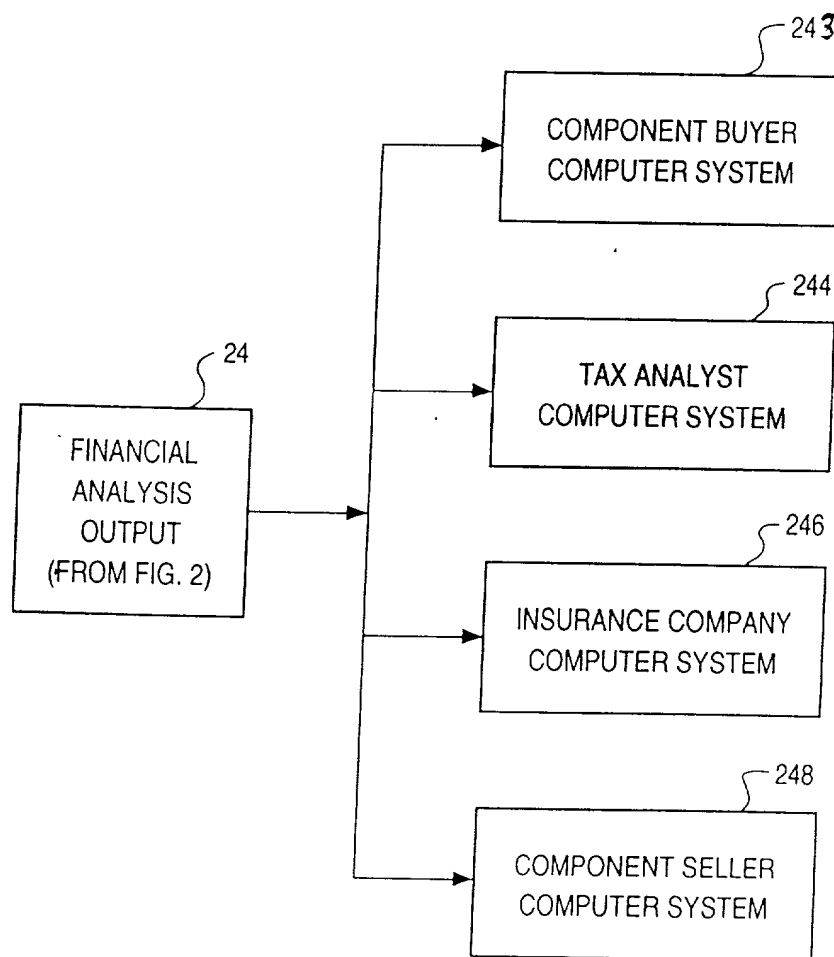 243
COMPONENT BUYER
COMPUTER SYSTEM
244
TAX ANALYST
COMPUTER SYSTEM
24
FINANCIAL
ANALYSIS
OUTPUT
(FROM FIG. 2)
246
INSURANCE COMPANY
COMPUTER SYSTEM
248
COMPONENT SELLER
COMPUTER SYSTEM